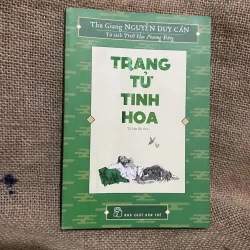 Thu Giang NGUYỄN DUY CẦN
Tủ sách Triết Học Phương Đông
TRANG
TỬ
TINH
HOA
NHÀ XUẤT BẢN TRẺ